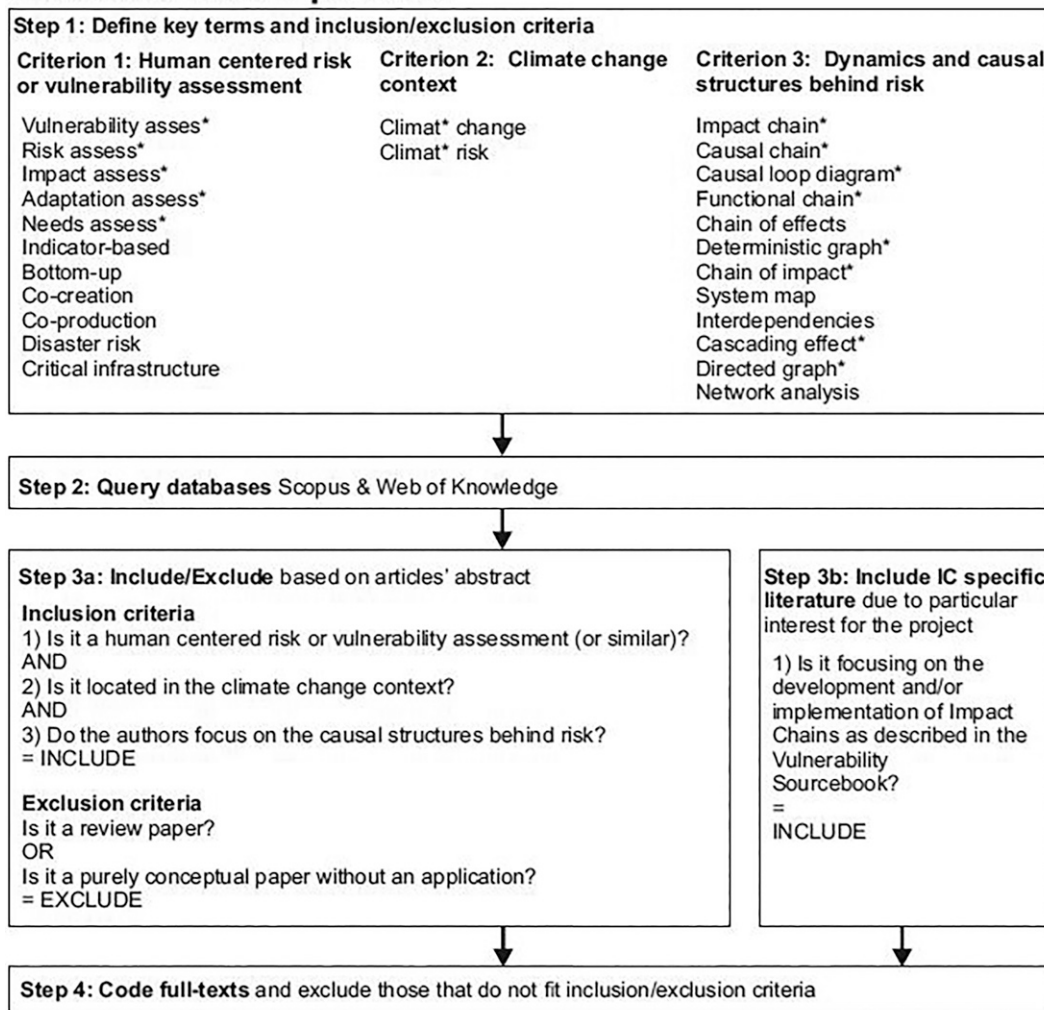 Step 1: Define key terms and inclusion/exclusion criteria
Criterion 1: Human centered risk
or vulnerability assessment
Vulnerability asses*
Risk assess*
Impact assess*
Adaptation assess*
Needs assess*
Indicator-based
Bottom-up
Co-creation
Co-production
Disaster risk
Critical infrastructure
Criterion 2: Climate change
context
Climat* change
Climat* risk
Criterion 3: Dynamics and causal
structures behind risk
Impact chain*
Causal chain*
Causal loop diagram*
Functional chain*
Chain of effects
Deterministic graph*
Chain of impact*
System map
Interdependencies
Cascading effect*
Directed graph*
Network analysis
Step 2: Query databases Scopus & Web of Knowledge
Step 3a: Include/Exclude based on articles' abstract
Inclusion criteria
1) Is it a human centered risk or vulnerability assessment (or similar)?
AND
2) Is it located in the climate change context?
AND
3) Do the authors focus on the causal structures behind risk?
= INCLUDE
Exclusion criteria
Is it a review paper?
OR
Is it a purely conceptual paper without an application?
= EXCLUDE
Step 3b: Include IC specific
literature due to particular
interest for the project
1) Is it focusing on the
development and/or
implementation of Impact
Chains as described in the
Vulnerability
Sourcebook?
=
INCLUDE
Step 4: Code full-texts and exclude those that do not fit inclusion/exclusion criteria